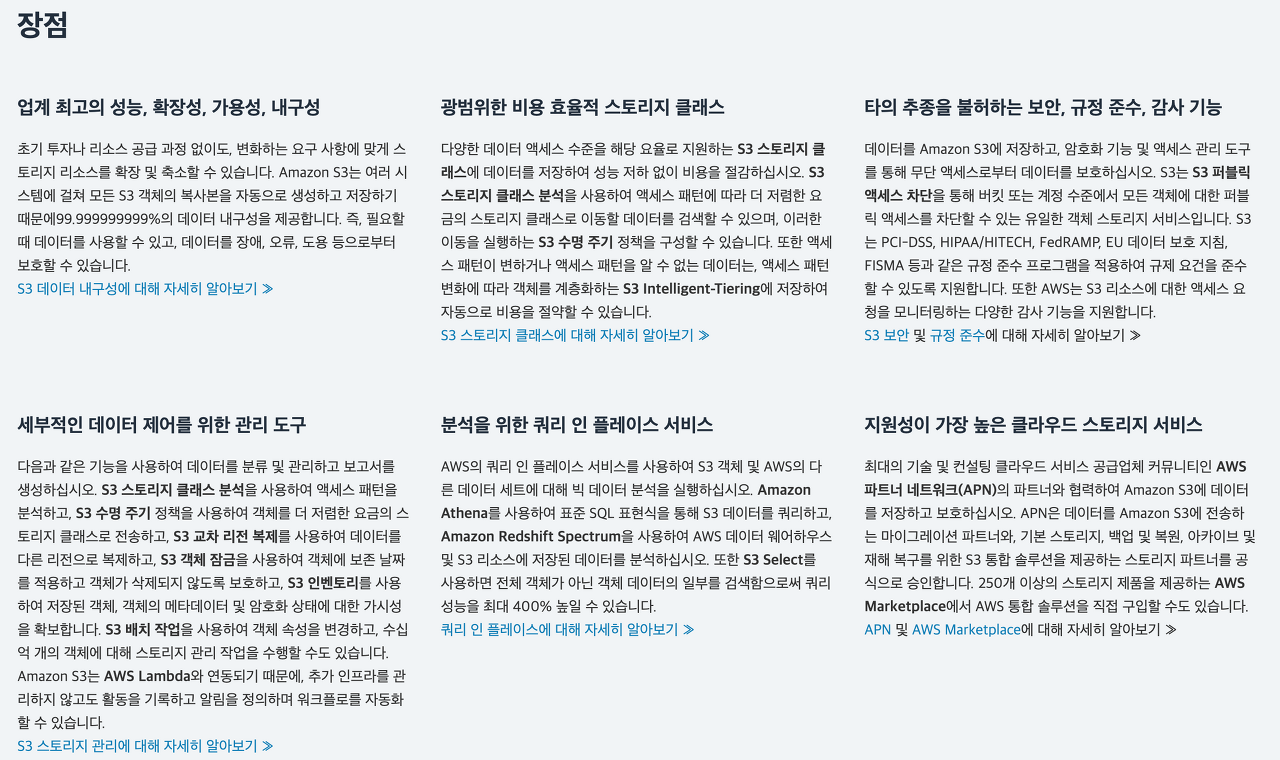 장점
업계 최고의 성능, 확장성, 가용성, 내구성
초기 투자나 리소스 공급 과정 없이도, 변화하는 요구 사항에 맞게 스
토리지 리소스를 확장 및 축소할 수 있습니다. Amazon S3는 여러 시
스템에 걸쳐 모든 S3 객체의 복사본을 자동으로 생성하고 저장하기
때문에99.999999999%의 데이터 내구성을 제공합니다. 즉, 필요할
때 데이터를 사용할 수 있고, 데이터를 장애, 오류, 도용 등으로부터
보호할 수 있습니다.
S3 데이터 내구성에 대해 자세히 알아보기 ≫
광범위한 비용 효율적 스토리지 클래스
다양한 데이터 액세스 수준을 해당 요율로 지원하는 S3 스토리지 클
래스에 데이터를 저장하여 성능 저하 없이 비용을 절감하십시오. S3
스토리지 클래스 분석을 사용하여 액세스 패턴에 따라 더 저렴한 요
금의 스토리지 클래스로 이동할 데이터를 검색할 수 있으며, 이러한
이동을 실행하는 S3 수명 주기 정책을 구성할 수 있습니다. 또한 액세
스 패턴이 변하거나 액세스 패턴을 알 수 없는 데이터는, 액세스 패턴
변화에 따라 객체를 계층화하는 S3 Intelligent-Tiering에 저장하여
자동으로 비용을 절약할 수 있습니다.
S3 스토리지 클래스에 대해 자세히 알아보기 ≫
타의 추종을 불허하는 보안, 규정 준수, 감사 기능
데이터를 Amazon S3에 저장하고, 암호화 기능 및 액세스 관리 도구
를 통해 무단 액세스로부터 데이터를 보호하십시오. S3는 S3 퍼블릭
액세스 차단을 통해 버킷 또는 계정 수준에서 모든 객체에 대한 퍼블
릭 액세스를 차단할 수 있는 유일한 객체 스토리지 서비스입니다. S3
는 PCI-DSS, HIPAA/HITECH, FedRAMP, EU 데이터 보호 지침,
FISMA 등과 같은 규정 준수 프로그램을 적용하여 규제 요건을 준수
할 수 있도록 지원합니다. 또한 AWS는 S3 리소스에 대한 액세스 요
청을 모니터링하는 다양한 감사 기능을 지원합니다.
S3 보안 및 규정 준수에 대해 자세히 알아보기 ≫
세부적인 데이터 제어를 위한 관리 도구
다음과 같은 기능을 사용하여 데이터를 분류 및 관리하고 보고서를
생성하십시오. S3 스토리지 클래스 분석을 사용하여 액세스 패턴을
분석하고, S3 수명 주기 정책을 사용하여 객체를 더 저렴한 요금의 스
토리지 클래스로 전송하고, S3 교차 리전 복제를 사용하여 데이터를
다른 리전으로 복제하고, S3 객체 잠금을 사용하여 객체에 보존 날짜
를 적용하고 객체가 삭제되지 않도록 보호하고, S3 인벤토리를 사용
하여 저장된 객체, 객체의 메타데이터 및 암호화 상태에 대한 가시성
을 확보합니다. S3 배치 작업을 사용하여 객체 속성을 변경하고, 수십
억 개의 객체에 대해 스토리지 관리 작업을 수행할 수도 있습니다.
Amazon S3는 AWS Lambda와 연동되기 때문에, 추가 인프라를 관
리하지 않고도 활동을 기록하고 알림을 정의하며 워크플로를 자동화
할 수 있습니다.
S3 스토리지 관리에 대해 자세히 알아보기 ≫
분석을 위한 쿼리 인 플레이스 서비스
AWS의 쿼리 인 플레이스 서비스를 사용하여 S3 객체 및 AWS의 다
른 데이터 세트에 대해 빅 데이터 분석을 실행하십시오. Amazon
Athena를 사용하여 표준 SQL 표현식을 통해 S3 데이터를 쿼리하고,
Amazon Redshift Spectrum을 사용하여 AWS 데이터 웨어하우스
및 S3 리소스에 저장된 데이터를 분석하십시오. 또한 S3 Select를
사용하면 전체 객체가 아닌 객체 데이터의 일부를 검색함으로써 쿼리
성능을 최대 400% 높일 수 있습니다.
쿼리 인 플레이스에 대해 자세히 알아보기 ≫
지원성이 가장 높은 클라우드 스토리지 서비스
최대의 기술 및 컨설팅 클라우드 서비스 공급업체 커뮤니티인 AWS
파트너 네트워크(APN)의 파트너와 협력하여 Amazon S3에 데이터
를 저장하고 보호하십시오. APN은 데이터를 Amazon S3에 전송하
는 마이그레이션 파트너와, 기본 스토리지, 백업 및 복원, 아카이브 및
재해 복구를 위한 S3 통합 솔루션을 제공하는 스토리지 파트너를 공
식으로 승인합니다. 250개 이상의 스토리지 제품을 제공하는 AWS
Marketplace에서 AWS 통합 솔루션을 직접 구입할 수도 있습니다.
APN 및 AWS Marketplace에 대해 자세히 알아보기 ≫